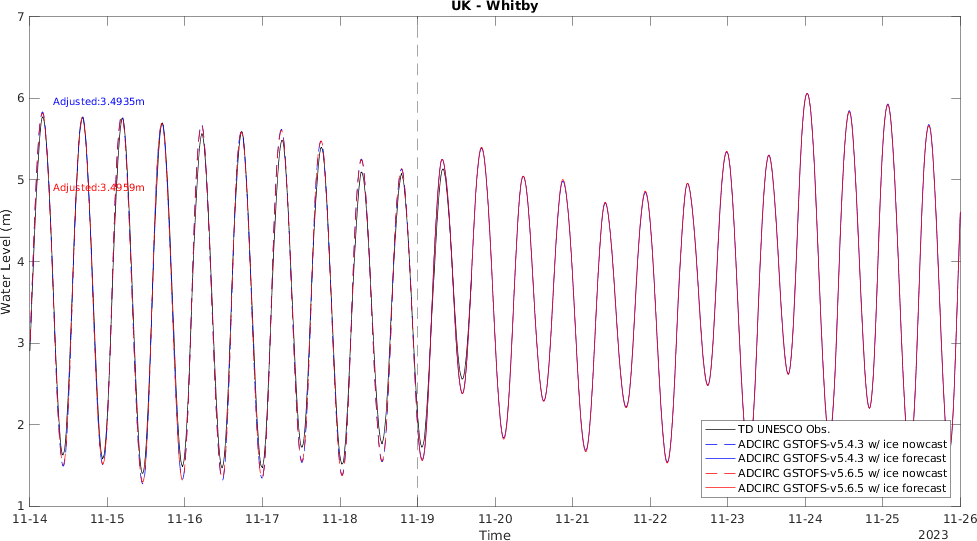 UK - Whitby
7
6
5
4
3
2
1
Water Level (m)
Adjusted:3.4935m
Adjusted:3.4959m
TD UNESCO Obs.
ADCIRC GSTOFS-v5.4.3 w/ ice nowcast
ADCIRC GSTOFS-v5.4.3 w/ ice forecast
ADCIRC GSTOFS-v5.6.5 w/ ice nowcast
ADCIRC GSTOFS-v5.6.5 w/ ice forecast
11-14 11-15 11-16 11-17 11-18 11-19 11-20 11-21 11-22 11-23 11-24 11-25 11-26
Time
2023